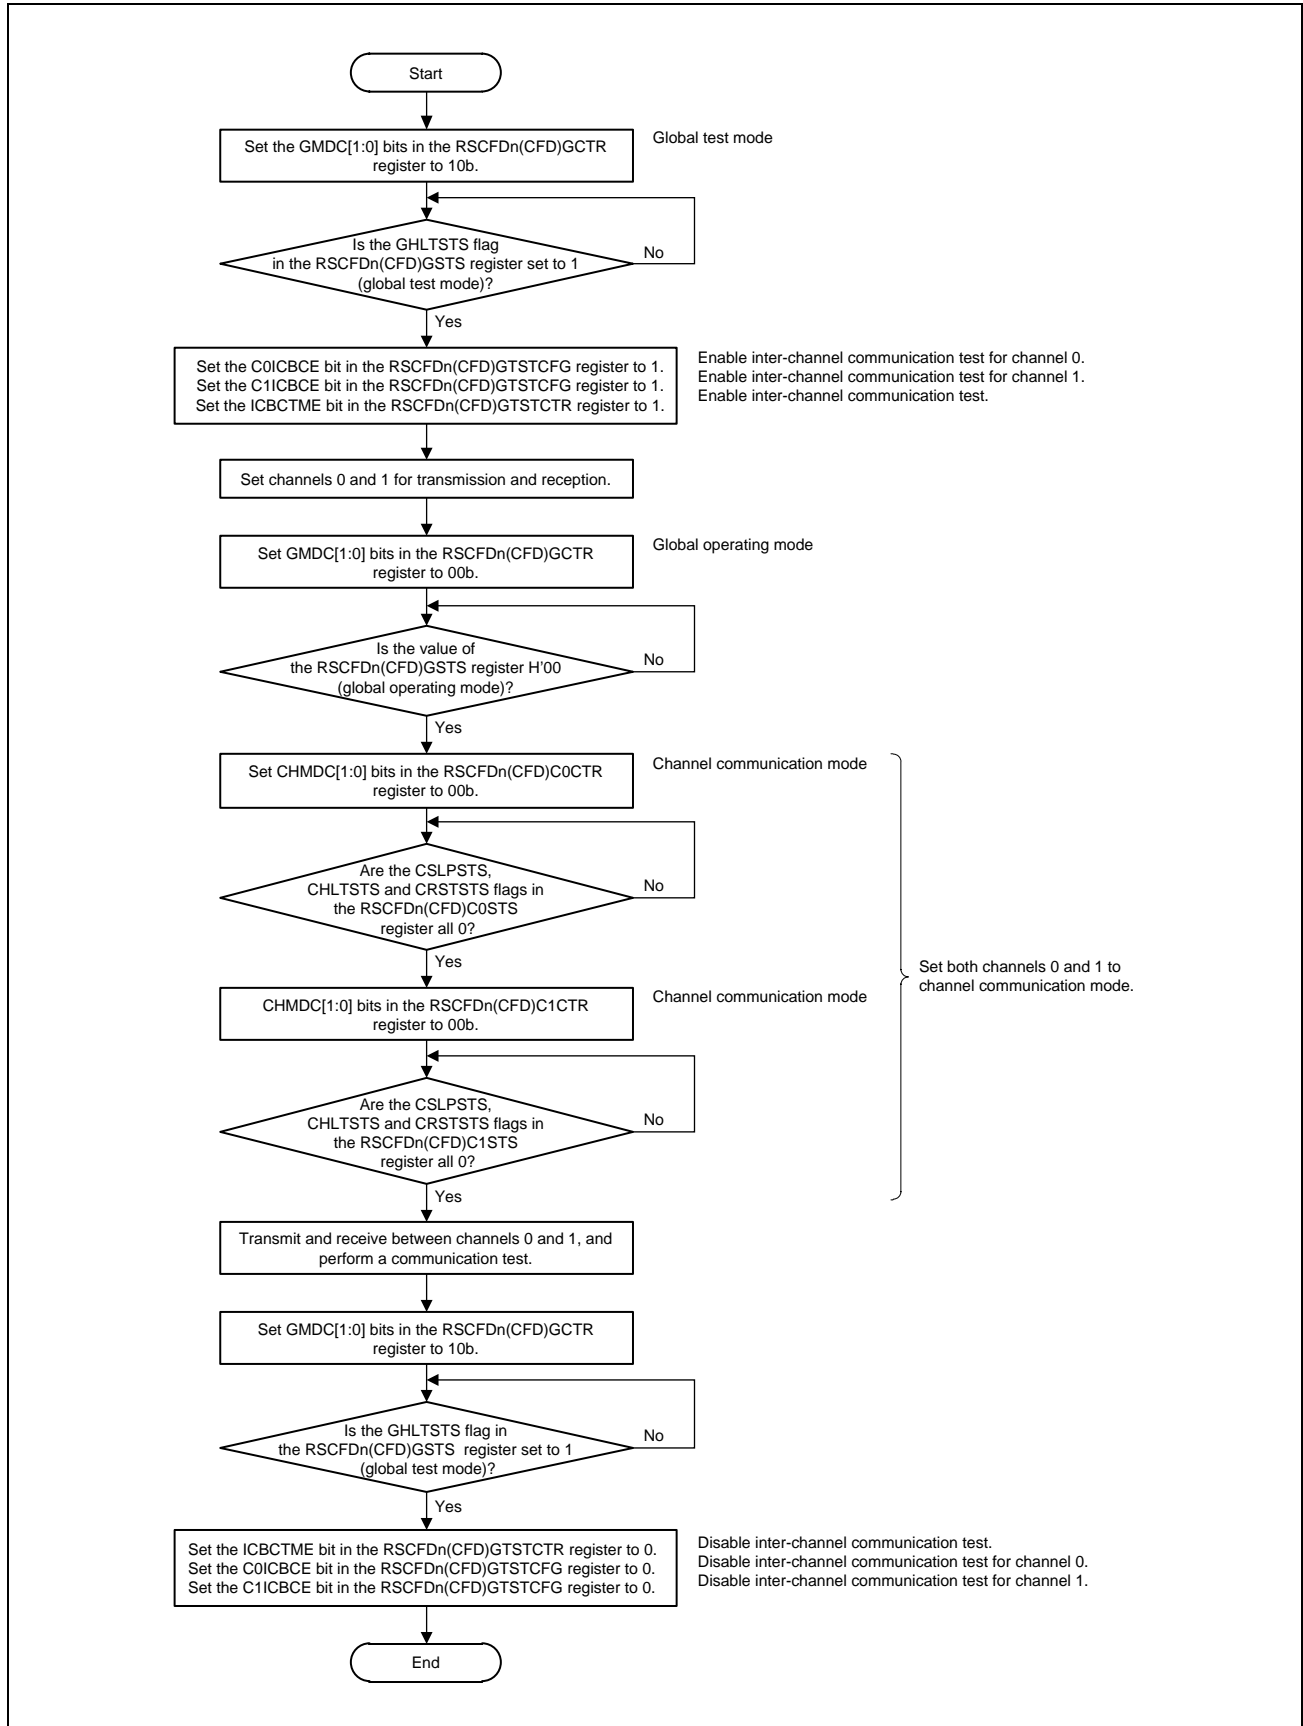 Start
Set the GMDC[1:0] bits in the RSCFDn(CFD)GCTR
register to 10b.
Global test mode
Is the GHLTSTS flag
in the RSCFDn(CFD)GSTS register set to 1
(global test mode)?
No
Yes
Set the C0ICBCE bit in the RSCFDn(CFD)GTSTCFG register to 1.
Set the C1ICBCE bit in the RSCFDn(CFD)GTSTCFG register to 1.
Set the ICBCTME bit in the RSCFDn(CFD)GTSTCTR register to 1.
Enable inter-channel communication test for channel 0.
Enable inter-channel communication test for channel 1.
Enable inter-channel communication test.
Set channels 0 and 1 for transmission and reception.
Set GMDC[1:0] bits in the RSCFDn(CFD)GCTR
register to 00b.
Global operating mode
Is the value of
the RSCFDn(CFD)GSTS register H'00
(global operating mode)?
No
Yes
Set CHMDC[1:0] bits in the RSCFDn(CFD)C0CTR
register to 00b.
Channel communication mode
Are the CSLPSTS,
CHLTSTS and CRSTSTS flags in
the RSCFDn(CFD)C0STS
register all 0?
No
Yes
CHMDC[1:0] bits in the RSCFDn(CFD)C1CTR
register to 00b.
Channel communication mode
Set both channels 0 and 1 to
channel communication mode.
Are the CSLPSTS,
CHLTSTS and CRSTSTS flags in
the RSCFDn(CFD)C1STS
register all 0?
No
Yes
Transmit and receive between channels 0 and 1, and
perform a communication test.
Set GMDC[1:0] bits in the RSCFDn(CFD)GCTR
register to 10b.
Is the GHLTSTS flag in
the RSCFDn(CFD)GSTS register set to 1
(global test mode)?
No
Yes
Set the ICBCTME bit in the RSCFDn(CFD)GTSTCTR register to 0.
Set the C0ICBCE bit in the RSCFDn(CFD)GTSTCFG register to 0.
Set the C1ICBCE bit in the RSCFDn(CFD)GTSTCFG register to 0.
Disable inter-channel communication test.
Disable inter-channel communication test for channel 0.
Disable inter-channel communication test for channel 1.
End